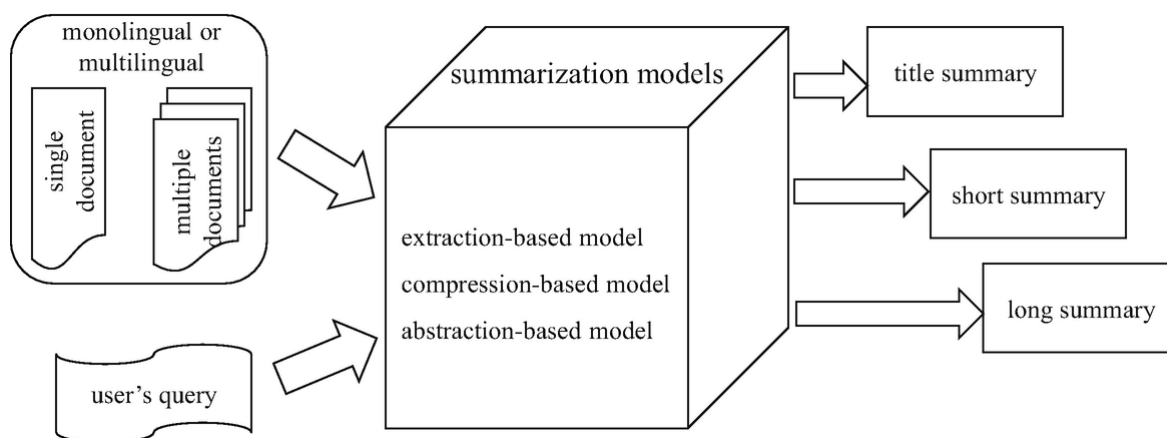 monolingual or
multilingual
single
document
multiple
documents
user's query
summarization models
extraction-based model
compression-based model
abstraction-based model
title summary
short summary
long summary